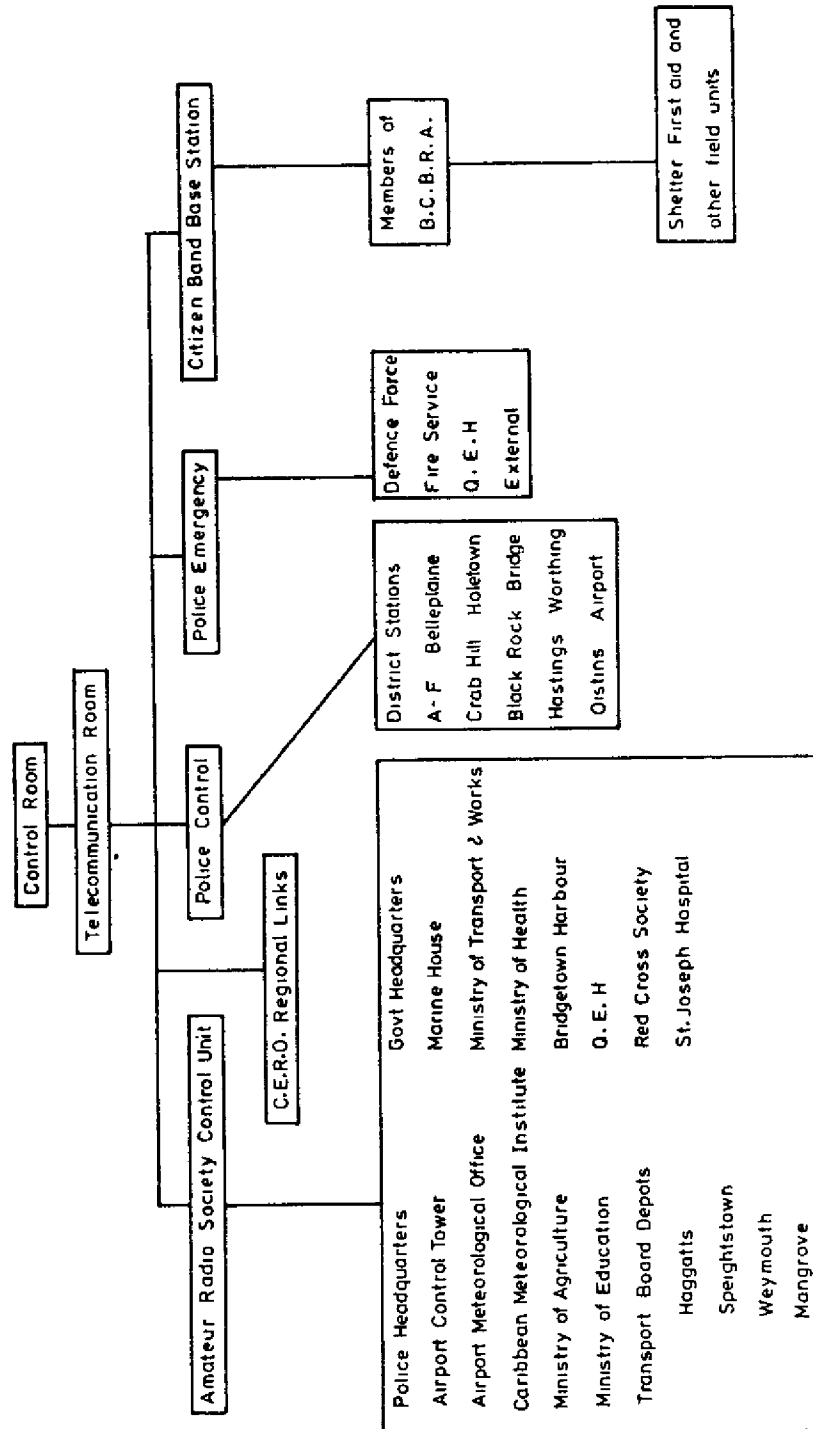 Control Room
Telecommunication Room
Amateur Radio Society Control Unit
Police Control
Police Emergency
Citizen Band Base Station
C.E.R.O. Regional Links
Police Headquarters
Airport Control Tower
Airport Meteorological Office
Caribbean Meteorological Institute
Ministry of Agriculture
Ministry of Education
Transport Board Depots
Haggatts
Speightstown
Weymouth
Mangrove
Govt Headquarters
Marine House
Ministry of Transport & Works
Ministry of Health
Bridgetown Harbour
Q.E.H
Red Cross Society
St. Joseph Hospital
District Stations
A-F Belleplaine
Crab Hill Holetown
Black Rock Bridge
Hastings Worthing
Oistins Airport
Defence Force
Fire Service
Q.E.H
External
Members of
B.C.B.R.A.
Shelter First aid and
other field units